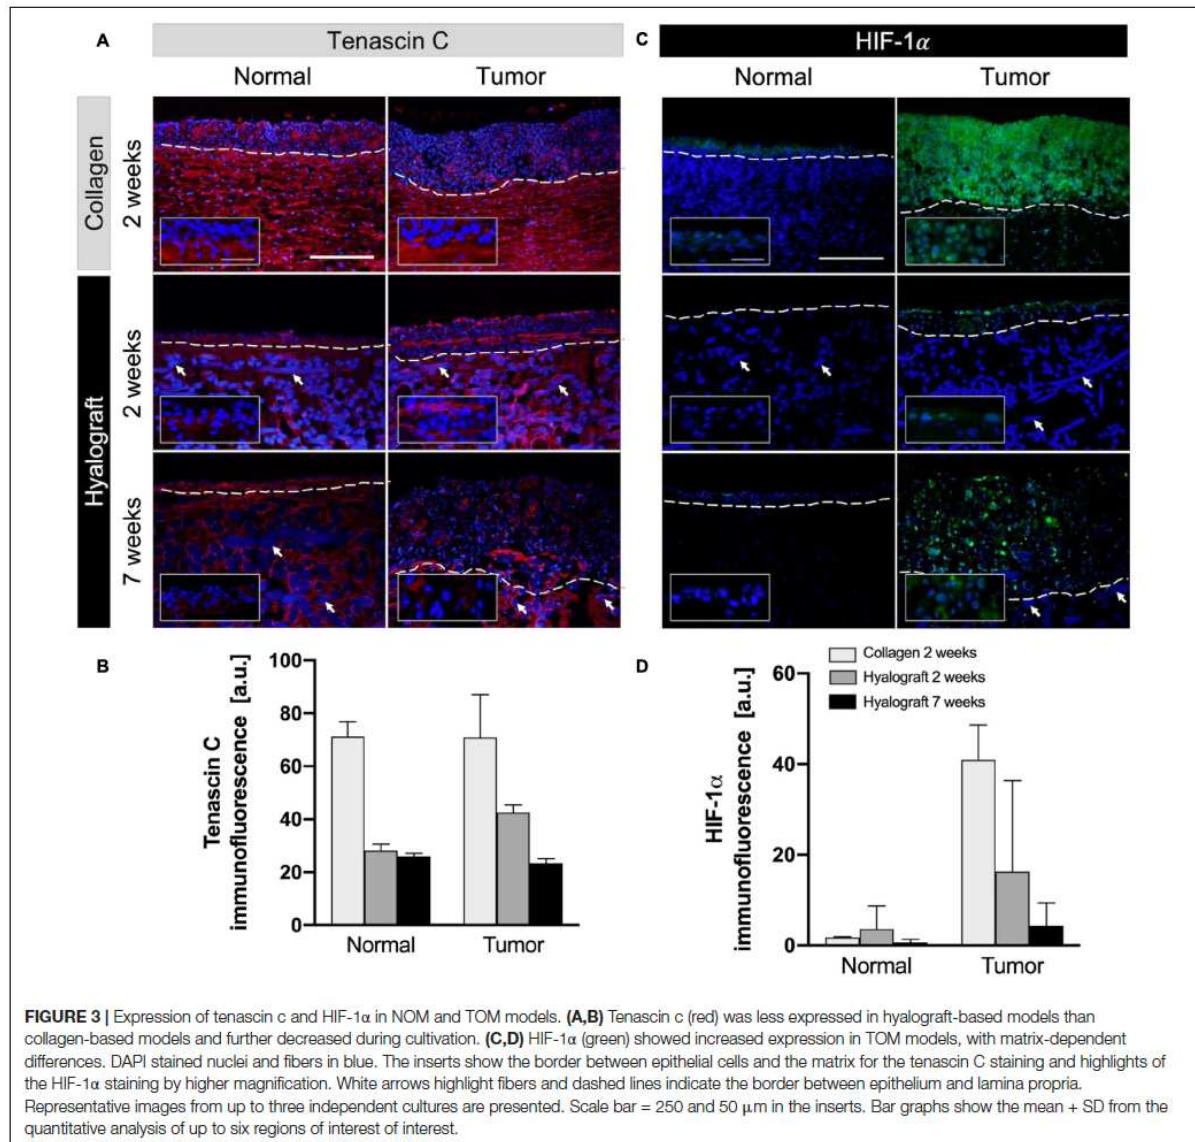 A
Tenascin C
Normal
Tumor
C
HIF-1α
Normal
Tumor
Collagen
2 weeks
Hyalograft
2 weeks
7 weeks
B
Tenascin C
immunofluorescence [a.u.]
100
80
60
40
20
0
Normal
Tumor
D
HIF-1α
immunofluorescence [a.u.]
60
40
20
0
Collagen 2 weeks
Hyalograft 2 weeks
Hyalograft 7 weeks
Normal
Tumor
FIGURE 3 | Expression of tenascin c and HIF-1α in NOM and TOM models. (A,B) Tenascin c (red) was less expressed in hyalograft-based models than
collagen-based models and further decreased during cultivation. (C,D) HIF-1α (green) showed increased expression in TOM models, with matrix-dependent
differences. DAPI stained nuclei and fibers in blue. The inserts show the border between epithelial cells and the matrix for the tenascin C staining and highlights of
the HIF-1α staining by higher magnification. White arrows highlight fibers and dashed lines indicate the border between epithelium and lamina propria.
Representative images from up to three independent cultures are presented. Scale bar = 250 and 50 μm in the inserts. Bar graphs show the mean + SD from the
quantitative analysis of up to six regions of interest of interest.